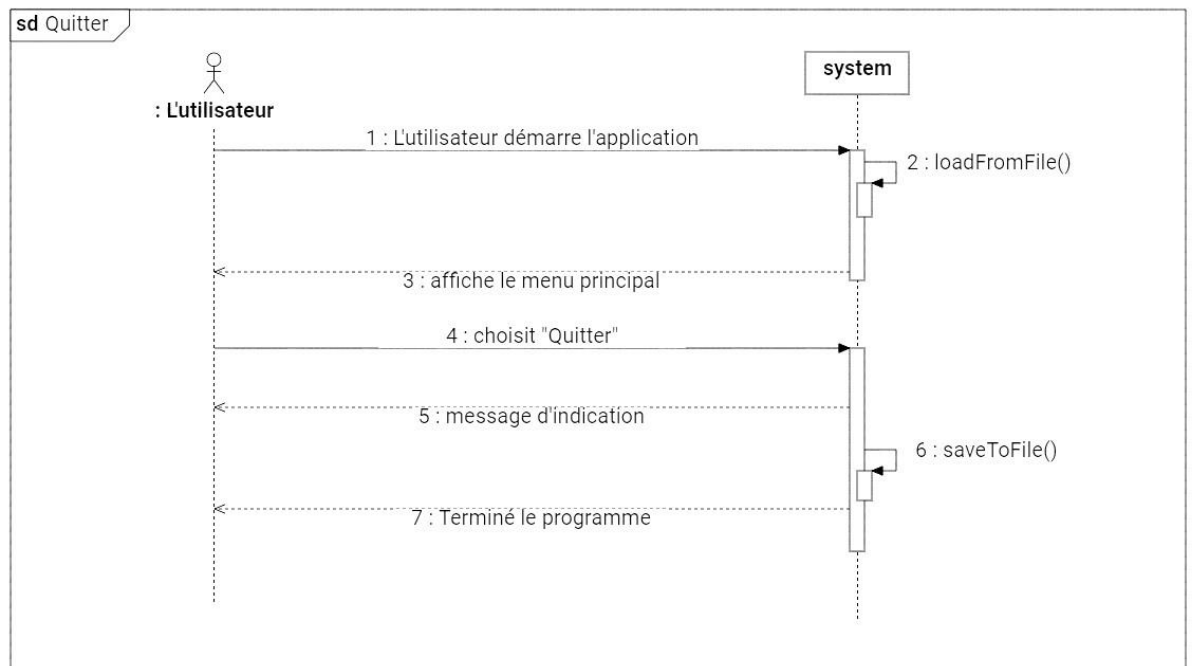 sd Quitter
system
: L'utilisateur
1 : L'utilisateur démarre l'application
2 : loadFromFile()
3 : affiche le menu principal
4 : choisit "Quitter"
5 : message d'indication
6 : saveToFile()
7 : Terminé le programme